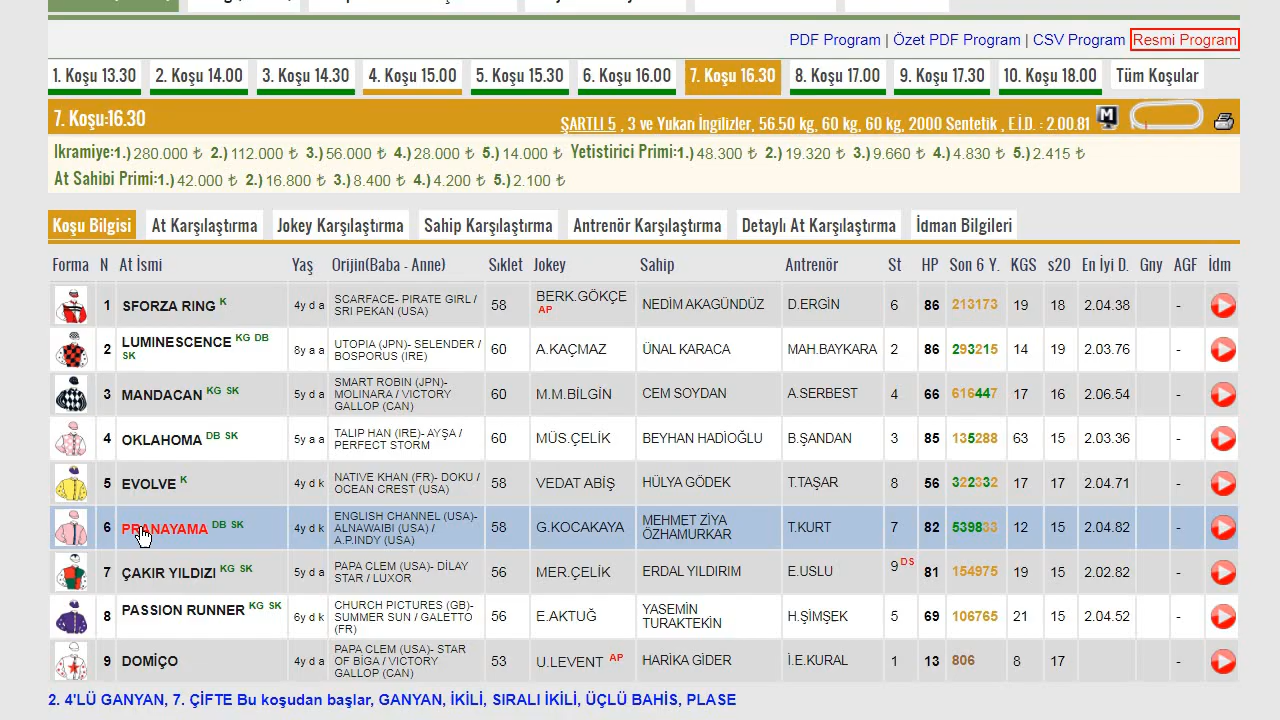 PDF Program | Özet PDF Program | CSV Program Resmi Program
1. Koşu 13.30 2. Koşu 14.00 3. Koşu 14.30 4. Koşu 15.00 5. Koşu 15.30 6. Koşu 16.00 7. Koşu 16.30 8. Koşu 17.00 9. Koşu 17.30 10. Koşu 18.00 Tüm Koşular
7. Koşu:16.30 ŞARTLI 5 , 3 ve Yukarı İngilizler, 56.50 kg, 60 kg, 60 kg, 2000 Sentetik , E.İ.D. : 2.00.81 M
Ikramiye:1.) 280.000 ₺ 2.) 112.000 ₺ 3.) 56.000 ₺ 4.) 28.000 ₺ 5.) 14.000 ₺ Yetistirici Primi:1.) 48.300 ₺ 2.) 19.320 ₺ 3.) 9.660 ₺ 4.) 4.830 ₺ 5.) 2.415 ₺
At Sahibi Primi:1.) 42.000 ₺ 2.) 16.800 ₺ 3.) 8.400 ₺ 4.) 4.200 ₺ 5.) 2.100 ₺
Koşu Bilgisi At Karşılaştırma Jokey Karşılaştırma Sahip Karşılaştırma Antrenör Karşılaştırma Detaylı At Karşılaştırma İdman Bilgileri
Forma N At İsmi Yaş Orijin(Baba - Anne) Sıklet Jokey Sahip Antrenör St HP Son 6 Y. KGS s20 En İyi D. Gny AGF İdm
1 SFORZA RING K 4y d a SCARFACE- PIRATE GIRL / SRI PEKAN (USA) 58 BERK.GÖKÇE AP NEDİM AKAGÜNDÜZ D.ERGİN 6 86 213173 19 18 2.04.38 -
2 LUMINESCENCE KG DB SK 8y a a UTOPIA (JPN)- SELENDER / BOSPORUS (IRE) 60 A.KAÇMAZ ÜNAL KARACA MAH.BAYKARA 2 86 293215 14 19 2.03.76 -
3 MANDACAN KG SK 5y d a SMART ROBIN (JPN)- MOLINARA / VICTORY GALLOP (CAN) 60 M.M.BİLGİN CEM SOYDAN A.SERBEST 4 66 616447 17 16 2.06.54 -
4 OKLAHOMA DB SK 5y a a TALIP HAN (IRE)- AYŞA / PERFECT STORM 60 MÜS.ÇELİK BEYHAN HADİOĞLU B.ŞANDAN 3 85 135288 63 15 2.03.36 -
5 EVOLVE K 4y d k NATIVE KHAN (FR)- DOKU / OCEAN CREST (USA) 58 VEDAT ABİŞ HÜLYA GÖDEK T.TAŞAR 8 56 322332 17 17 2.04.71 -
6 PRANAYAMA DB SK 4y d k ENGLISH CHANNEL (USA)- ALNAWAIBI (USA) / A.P.INDY (USA) 58 G.KOCAKAYA MEHMET ZİYA ÖZHAMURKAR T.KURT 7 82 539833 12 15 2.04.82 -
7 ÇAKIR YILDIZI KG SK 5y d a PAPA CLEM (USA)- DİLAY STAR / LUXOR 56 MER.ÇELİK ERDAL YILDIRIM E.USLU 9 DS 81 154975 19 15 2.02.82 -
8 PASSION RUNNER KG SK 6y d k CHURCH PICTURES (GB)- SUMMER SUN / GALETTO (FR) 56 E.AKTUĞ YASEMİN TURAKTEKİN H.ŞİMŞEK 5 69 106765 21 15 2.04.52 -
9 DOMİÇO 4y d a PAPA CLEM (USA)- STAR OF BİGA / VICTORY GALLOP (CAN) 53 U.LEVENT AP HARİKA GİDER İ.E.KURAL 1 13 806 8 17 -
2. 4'LÜ GANYAN, 7. ÇİFTE Bu koşudan başlar, GANYAN, İKİLİ, SIRALI İKİLİ, ÜÇLÜ BAHİS, PLASE